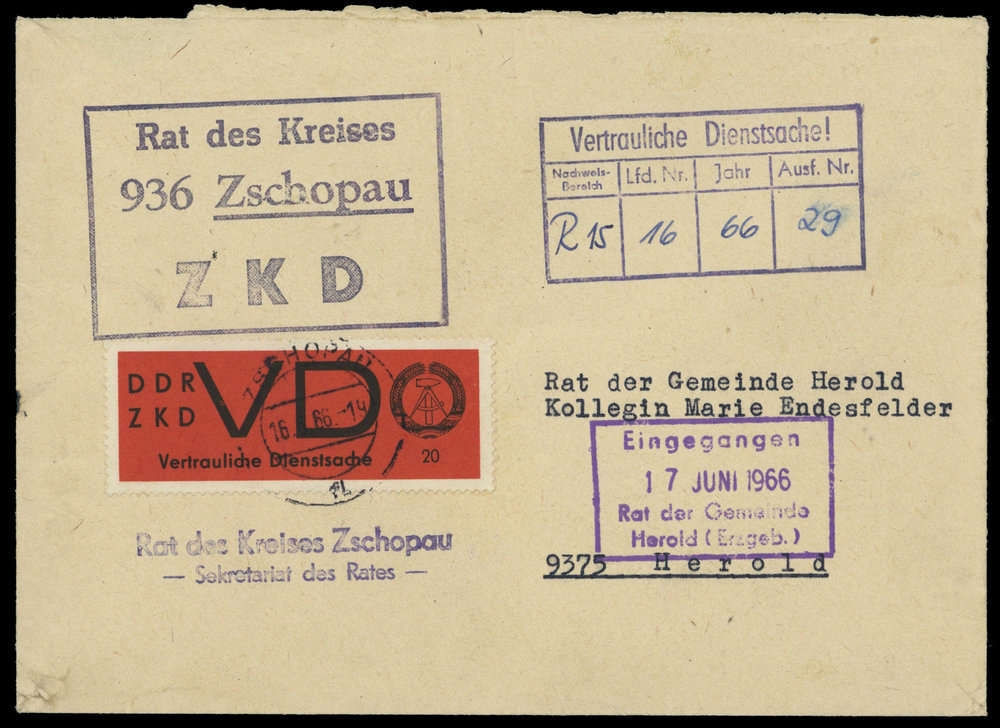 Rat des Kreises
936 Zschopau
Z K D
Vertrauliche Dienstsache!
Nachweis-Bereich Lfd. Nr. Jahr Ausf. Nr.
R 15 16 66 29
DDR
ZKD
VD
Vertrauliche Dienstsache 20
ZSCHOPAU
16. 66.-14
Rat des Kreises Zschopau
— Sekretariat des Rates —
Rat der Gemeinde Herold
Kollegin Marie Endesfelder
Eingegangen
17 JUNI 1966
Rat der Gemeinde
Herold (Erzgeb.)
9375 Herold